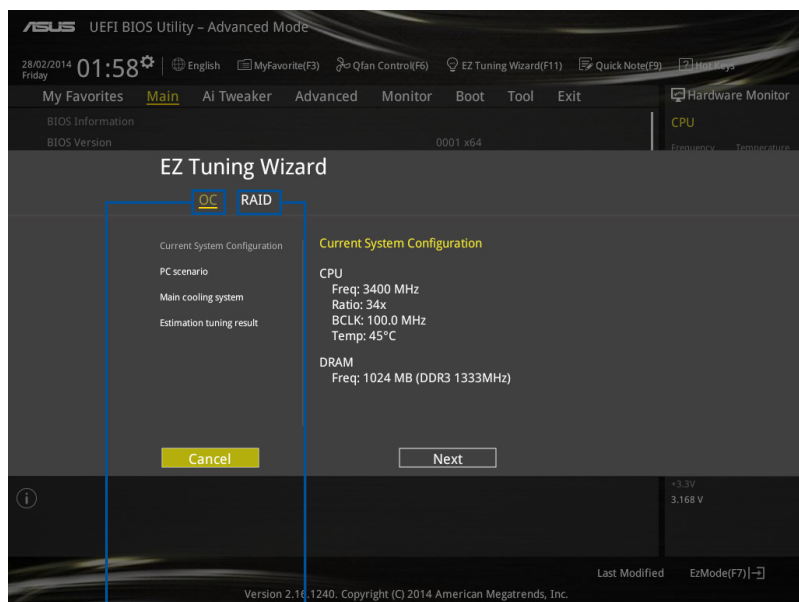 ASUS UEFI BIOS Utility – Advanced Mode
28/02/2014 Friday 01:58 English MyFavorite(F3) Qfan Control(F6) EZ Tuning Wizard(F11) Quick Note(F9) ? Hot Keys
My Favorites Main Ai Tweaker Advanced Monitor Boot Tool Exit Hardware Monitor
BIOS Information
CPU
BIOS Version 0001 x64
Frequency Temperature
EZ Tuning Wizard
OC RAID
Current System Configuration
PC scenario
Main cooling system
Estimation tuning result
Current System Configuration
CPU
Freq: 3400 MHz
Ratio: 34x
BCLK: 100.0 MHz
Temp: 45°C
DRAM
Freq: 1024 MB (DDR3 1333MHz)
Cancel Next
+3.3V
3.168 V
Last Modified EzMode(F7)
Version 2.16.1240. Copyright (C) 2014 American Megatrends, Inc.